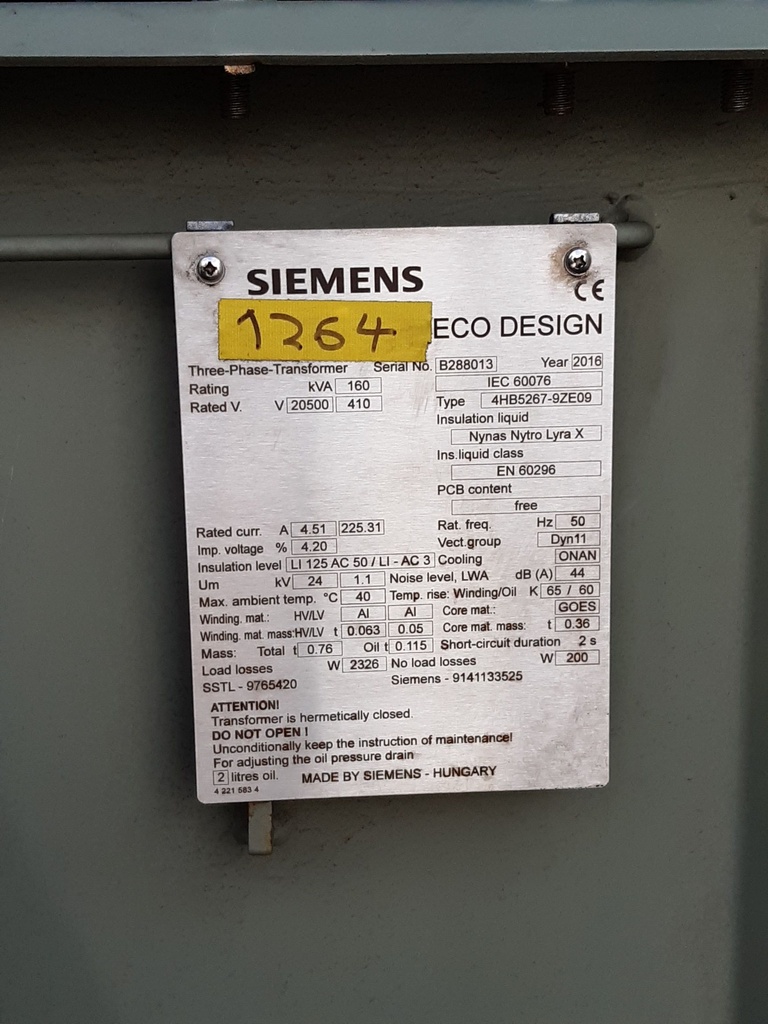 SIEMENS
CE
1264
ECO DESIGN
Three-Phase-Transformer Serial No. B288013 Year 2016
Rating kVA 160 IEC 60076
Rated V. V 20500 410 Type 4HB5267-9ZE09
Insulation liquid
Nynas Nytro Lyra X
Ins.liquid class
EN 60296
PCB content
free
Rated curr. A 4.51 225.31 Rat. freq. Hz 50
Imp. voltage % 4.20 Vect.group Dyn11
Insulation level LI 125 AC 50 / LI - AC 3 Cooling ONAN
Um kV 24 1.1 Noise level, LWA dB (A) 44
Max. ambient temp. °C 40 Temp. rise: Winding/Oil K 65 / 60
Winding. mat.: HV/LV Al Al Core mat.: GOES
Winding. mat. mass:HV/LV t 0.063 0.05 Core mat. mass: t 0.36
Mass: Total t 0.76 Oil t 0.115 Short-circuit duration 2 s
Load losses W 2326 No load losses W 200
SSTL - 9765420 Siemens - 9141133525
ATTENTION!
Transformer is hermetically closed.
DO NOT OPEN !
Unconditionally keep the instruction of maintenance!
For adjusting the oil pressure drain
2 litres oil. MADE BY SIEMENS - HUNGARY
4 221 583 4